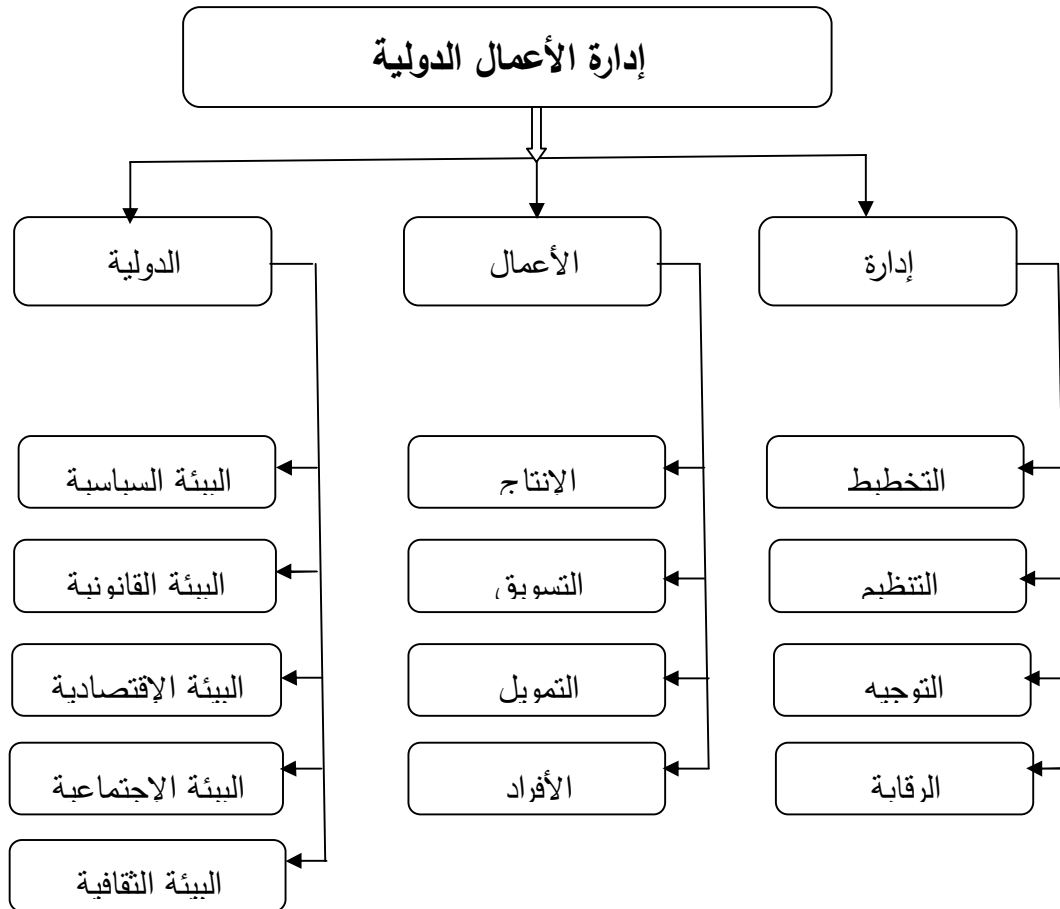 إدارة الأعمال الدولية
إدارة
الأعمال
الدولية
التخطيط
الإنتاج
البيئة السياسية
التنظيم
التسويق
البيئة القانونية
التوجيه
التمويل
البيئة الإقتصادية
الرقابة
الأفراد
البيئة الإجتماعية
البيئة الثقافية